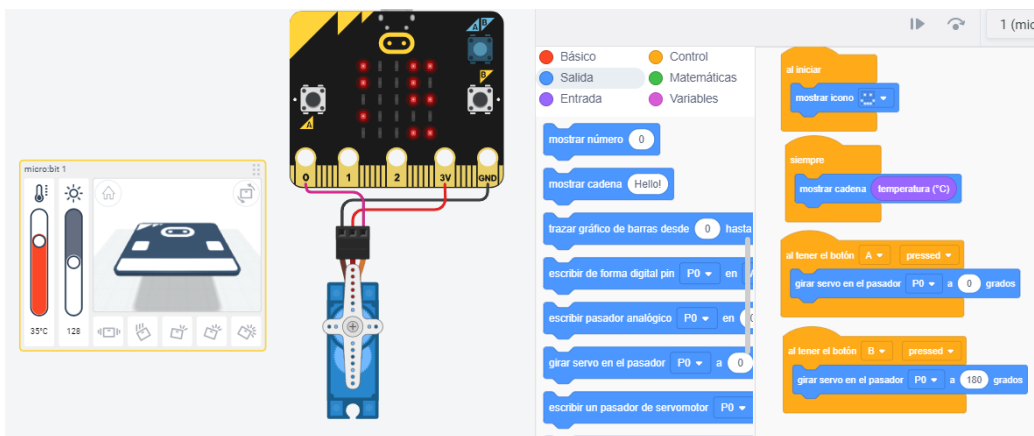 1 (mic
Básico
Control
Salida
Matemáticas
Entrada
Variables
A
B
B
A
0
1
2
3V
GND
micro:bit 1
35°C
128
mostrar número 0
mostrar cadena Hello!
trazar gráfico de barras desde 0 hasta
escribir de forma digital pin P0 en
escribir pasador analógico P0 en
girar servo en el pasador P0 a 0
escribir un pasador de servomotor P0
al iniciar
mostrar icono
siempre
mostrar cadena temperatura (°C)
al tener el botón A pressed
girar servo en el pasador P0 a 0 grados
al tener el botón B pressed
girar servo en el pasador P0 a 180 grados